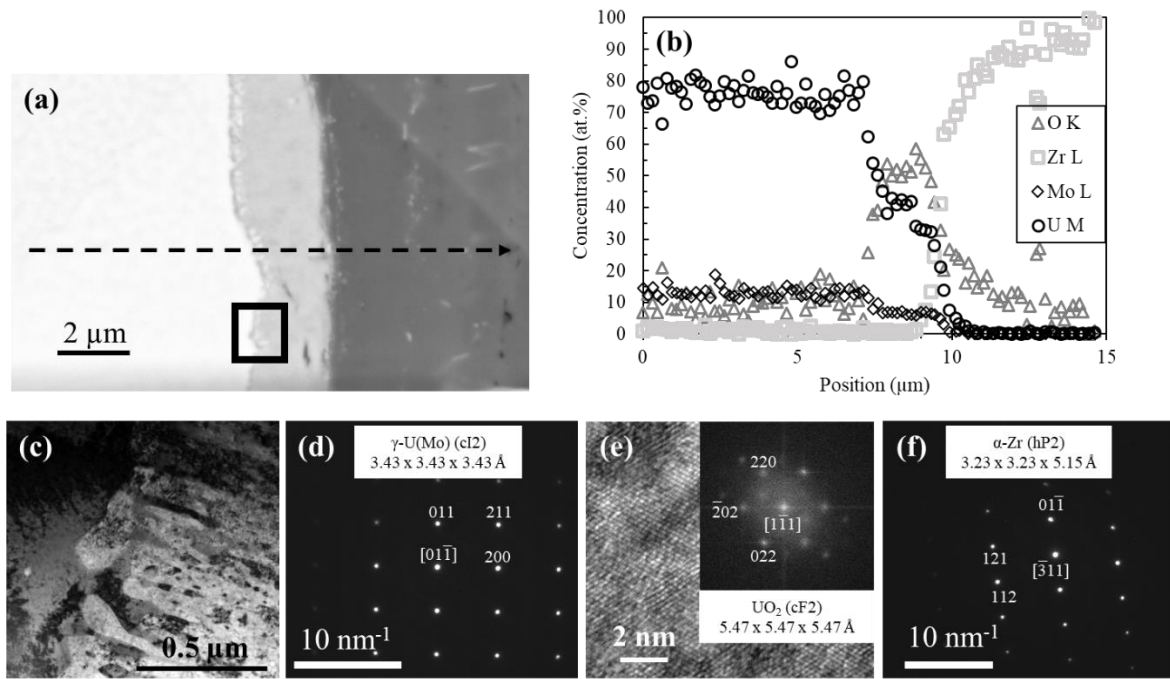 (a)
2 µm
(b)
Concentration (at.%)
100
90
80
70
60
50
40
30
20
10
0
0 5 10 15
Position (µm)
O K
Zr L
Mo L
U M
(c)
0.5 µm
(d)
γ-U(Mo) (cI2)
3.43 x 3.43 x 3.43 Å
011 211
[011̅] 200
10 nm⁻¹
(e)
220
2̅02
[11̅1]
022
UO₂ (cF2)
5.47 x 5.47 x 5.47 Å
2 nm
(f)
α-Zr (hP2)
3.23 x 3.23 x 5.15 Å
011̅
121
[3̅11]
112
10 nm⁻¹